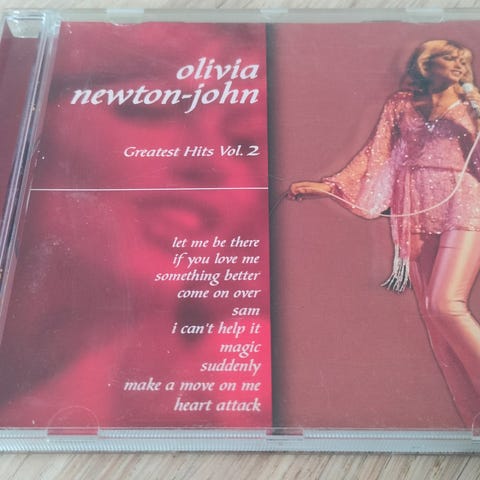 olivia
newton-john
Greatest Hits Vol. 2
let me be there
if you love me
something better
come on over
sam
i can't help it
magic
suddenly
make a move on me
heart attack